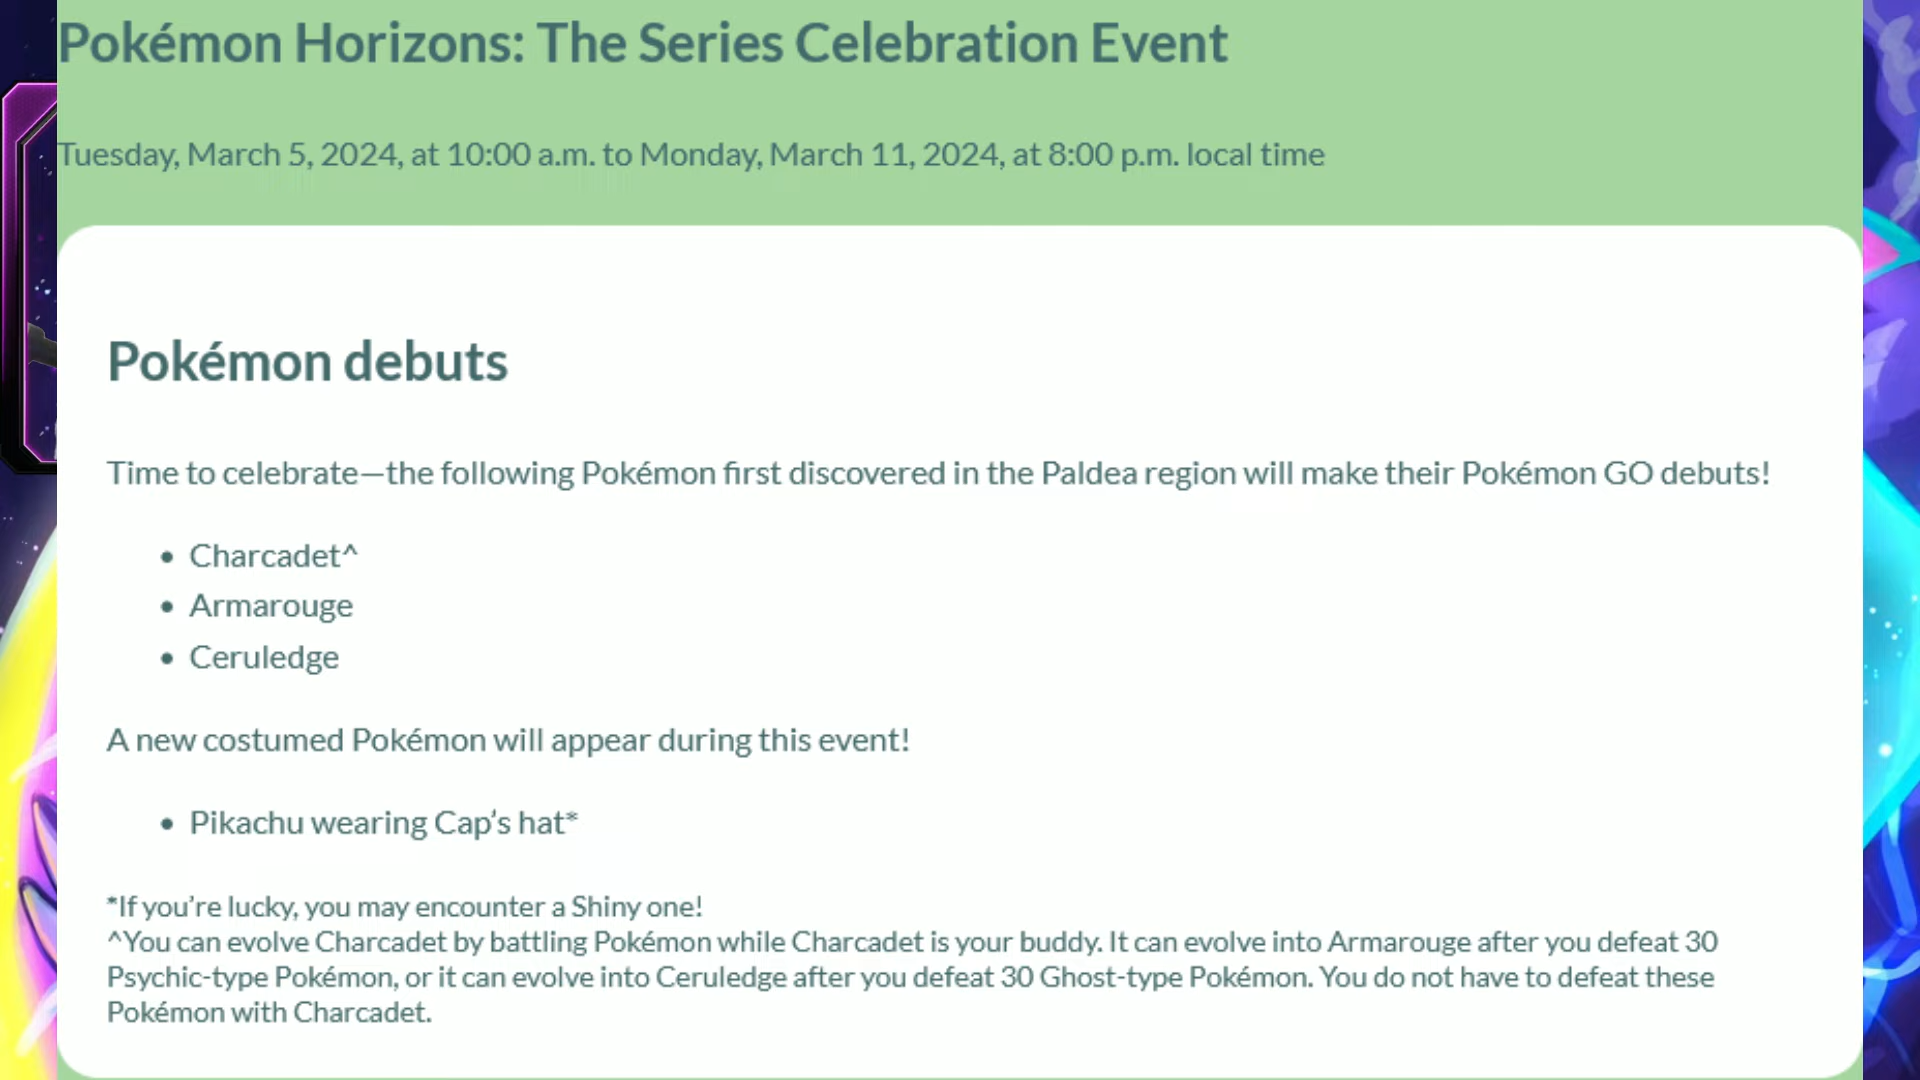 Pokémon Horizons: The Series Celebration Event
Tuesday, March 5, 2024, at 10:00 a.m. to Monday, March 11, 2024, at 8:00 p.m. local time
Pokémon debuts
Time to celebrate—the following Pokémon first discovered in the Paldea region will make their Pokémon GO debuts!
• Charcadet^
• Armarouge
• Ceruledge
A new costumed Pokémon will appear during this event!
• Pikachu wearing Cap’s hat*
*If you’re lucky, you may encounter a Shiny one!
^You can evolve Charcadet by battling Pokémon while Charcadet is your buddy. It can evolve into Armarouge after you defeat 30
Psychic-type Pokémon, or it can evolve into Ceruledge after you defeat 30 Ghost-type Pokémon. You do not have to defeat these
Pokémon with Charcadet.